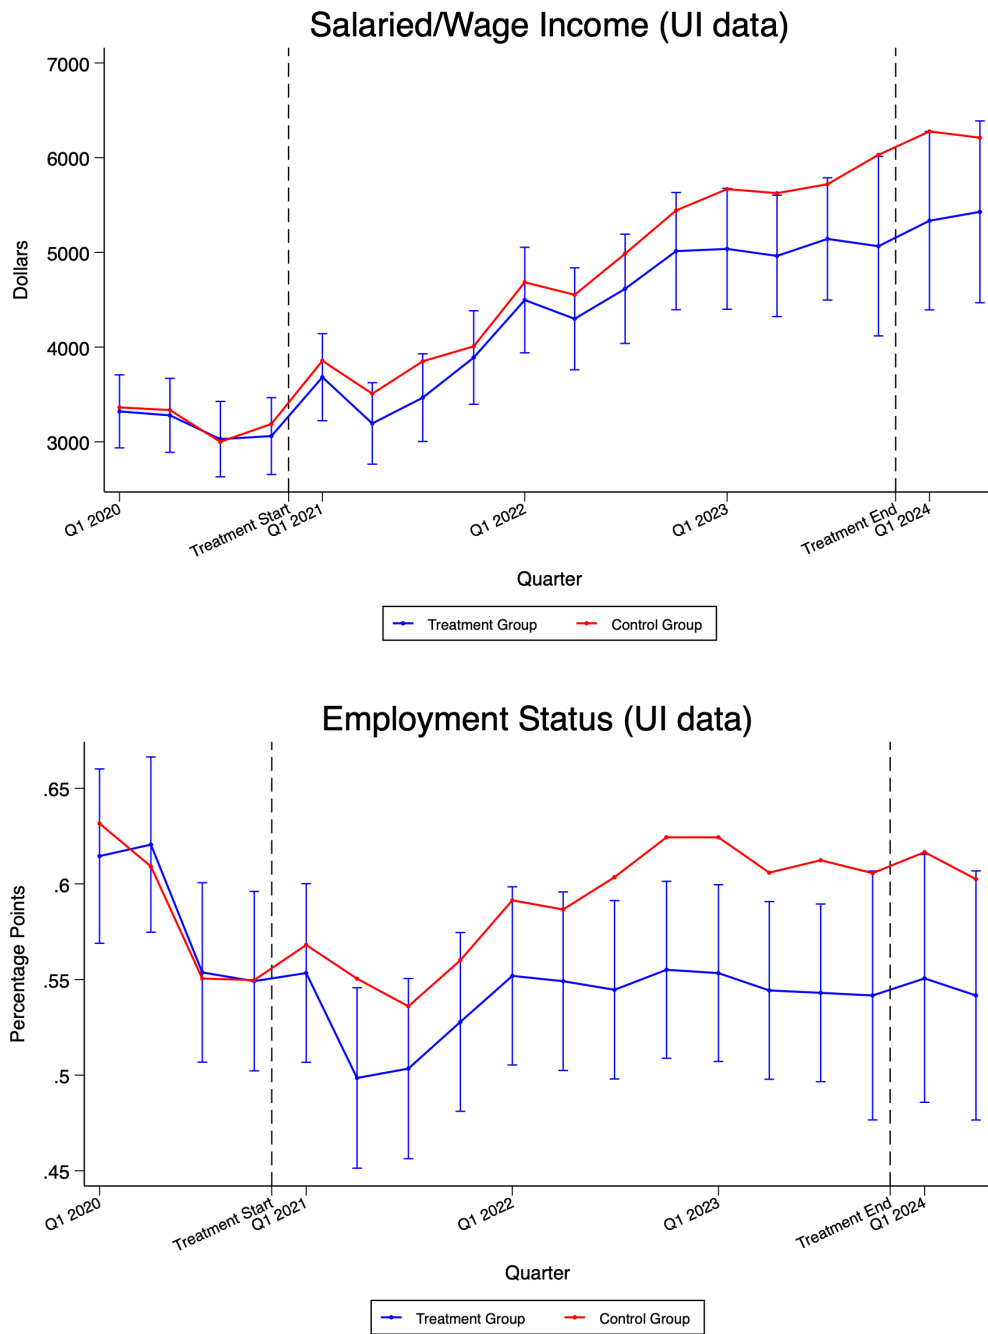 Salaried/Wage Income (UI data)
7000
6000
5000
4000
3000
Dollars
Q1 2020
Treatment Start
Q1 2021
Q1 2022
Q1 2023
Treatment End
Q1 2024
Quarter
Treatment Group
Control Group
Employment Status (UI data)
.65
.6
.55
.5
.45
Percentage Points
Q1 2020
Treatment Start
Q1 2021
Q1 2022
Q1 2023
Treatment End
Q1 2024
Quarter
Treatment Group
Control Group